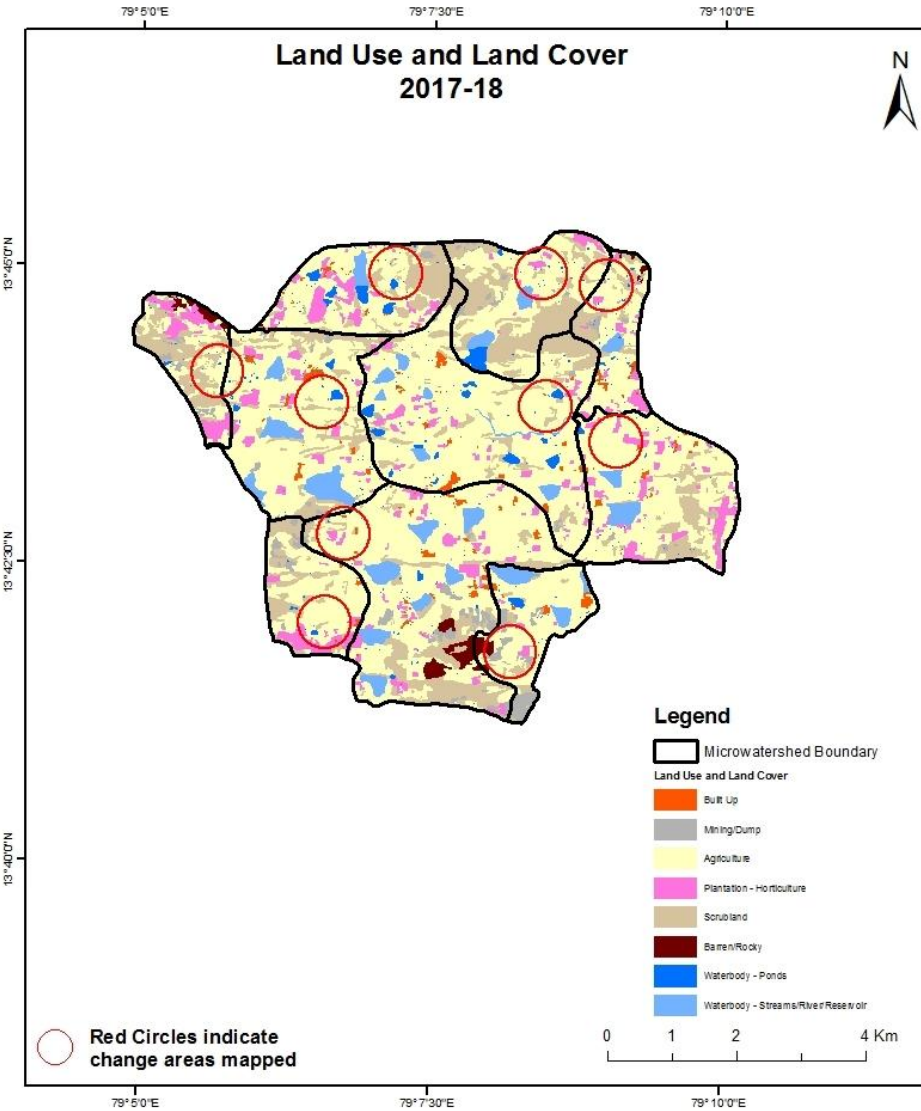 79°5'0"E
79°7'30"E
79°10'0"E
Land Use and Land Cover
2017-18
N
13°45'0"N
13°42'30"N
13°40'0"N
Legend
Microwatershed Boundary
Land Use and Land Cover
Built Up
Mining/Dump
Agriculture
Plantation - Horticulture
Scrubland
Barren/Rocky
Waterbody - Ponds
Waterbody - Streams/River/Reservoir
Red Circles indicate
change areas mapped
0 1 2 4 Km
79°5'0"E
79°7'30"E
79°10'0"E